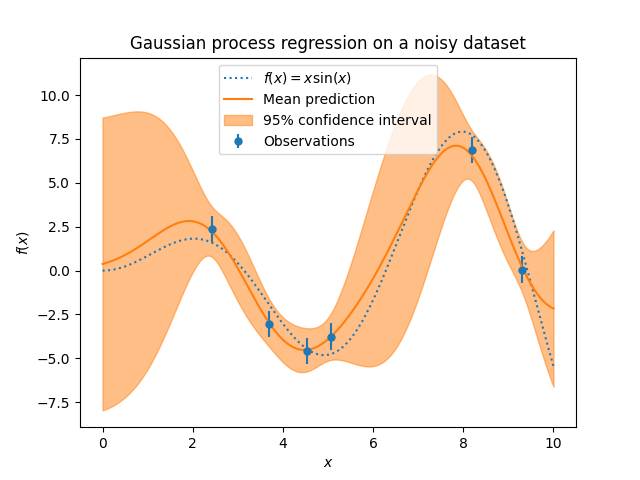 Gaussian process regression on a noisy dataset
f(x) = x sin(x)
Mean prediction
95% confidence interval
Observations
f(x)
10.0
7.5
5.0
2.5
0.0
−2.5
−5.0
−7.5
0 2 4 6 8 10
x